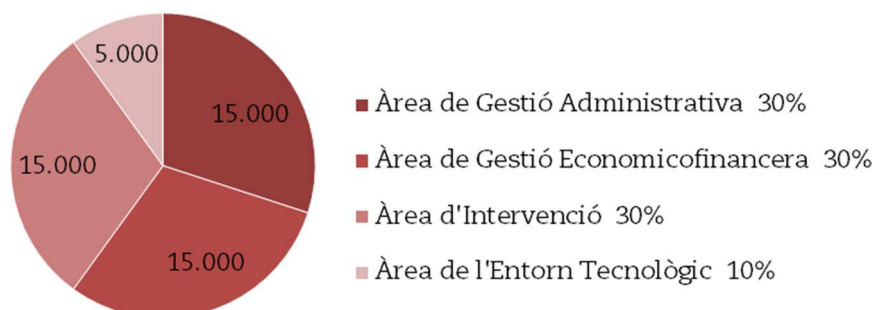 5.000
15.000
15.000
15.000
Àrea de Gestió Administrativa 30%
Àrea de Gestió Economicofinancera 30%
Àrea d'Intervenció 30%
Àrea de l'Entorn Tecnològic 10%